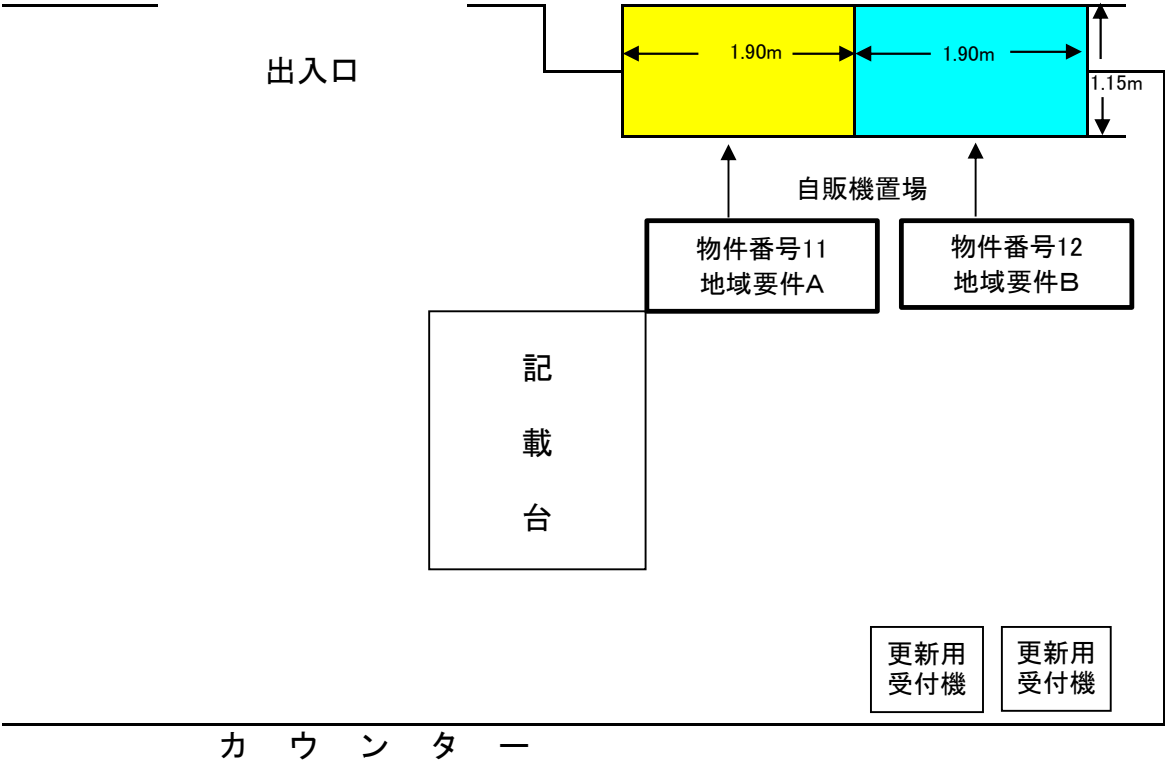 1.90m
1.90m
出入口
1.15m
自販機置場
物件番号11
地域要件A
物件番号12
地域要件B
記
載
台
更新用
受付機
更新用
受付機
カウンター